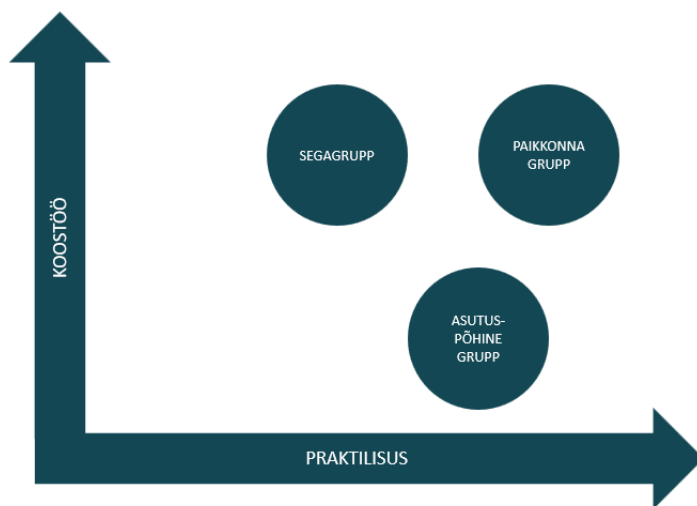 KOOSTÖÖ
SEGAGRUPP
PAIKKONNA
GRUPP
ASUTUS-
PÕHINE
GRUPP
PRAKTILISUS